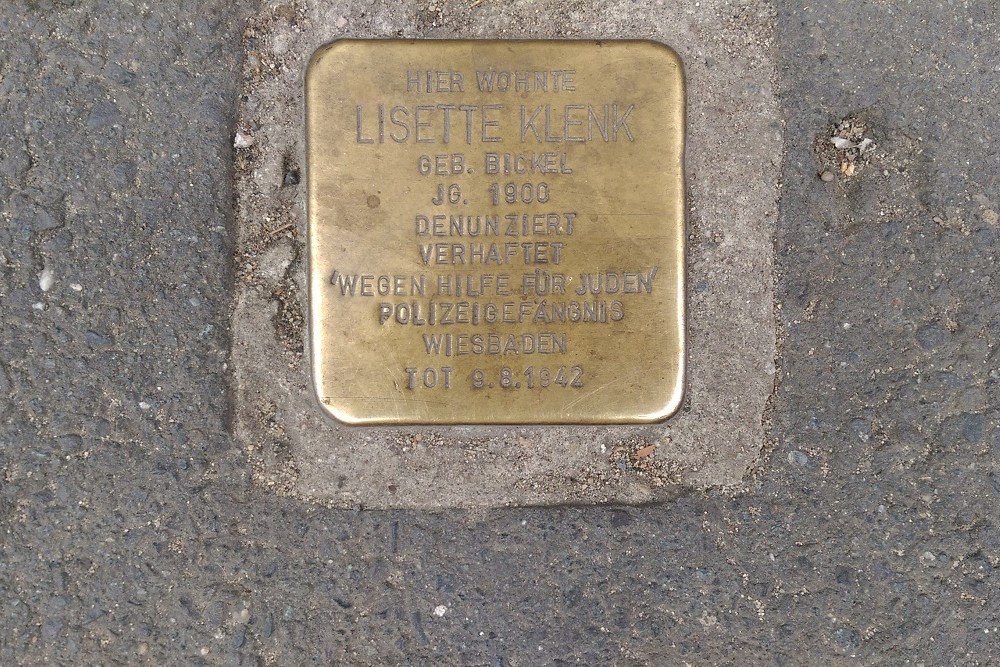 HIER WOHNTE
LISETTE KLENK
GEB. BICKEL
JG. 1900
DENUNZIERT
VERHAFTET
'WEGEN HILFE FÜR JUDEN'
POLIZEIGEFÄNGNIS
WIESBADEN
TOT 9.8.1942